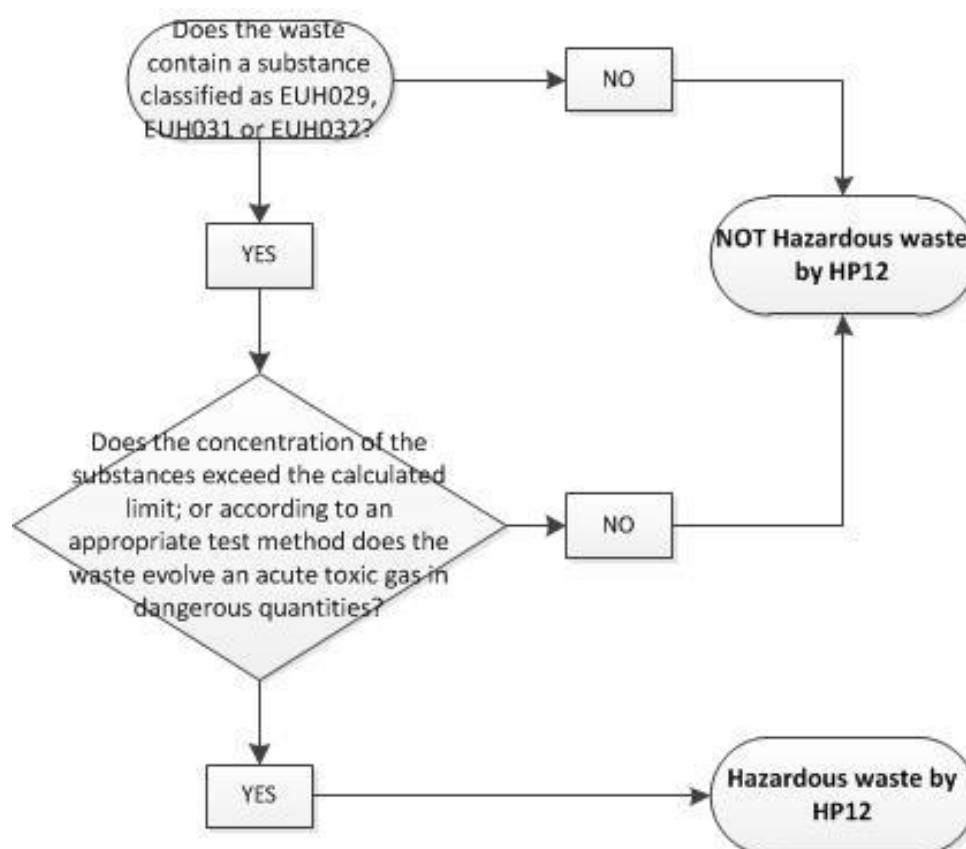 Does the waste
contain a substance
classified as EUH029,
EUH031 or EUH032?
NO
NOT Hazardous waste
by HP12
YES
Does the concentration of the
substances exceed the calculated
limit; or according to an
appropriate test method does the
waste evolve an acute toxic gas in
dangerous quantities?
NO
YES
Hazardous waste by
HP12